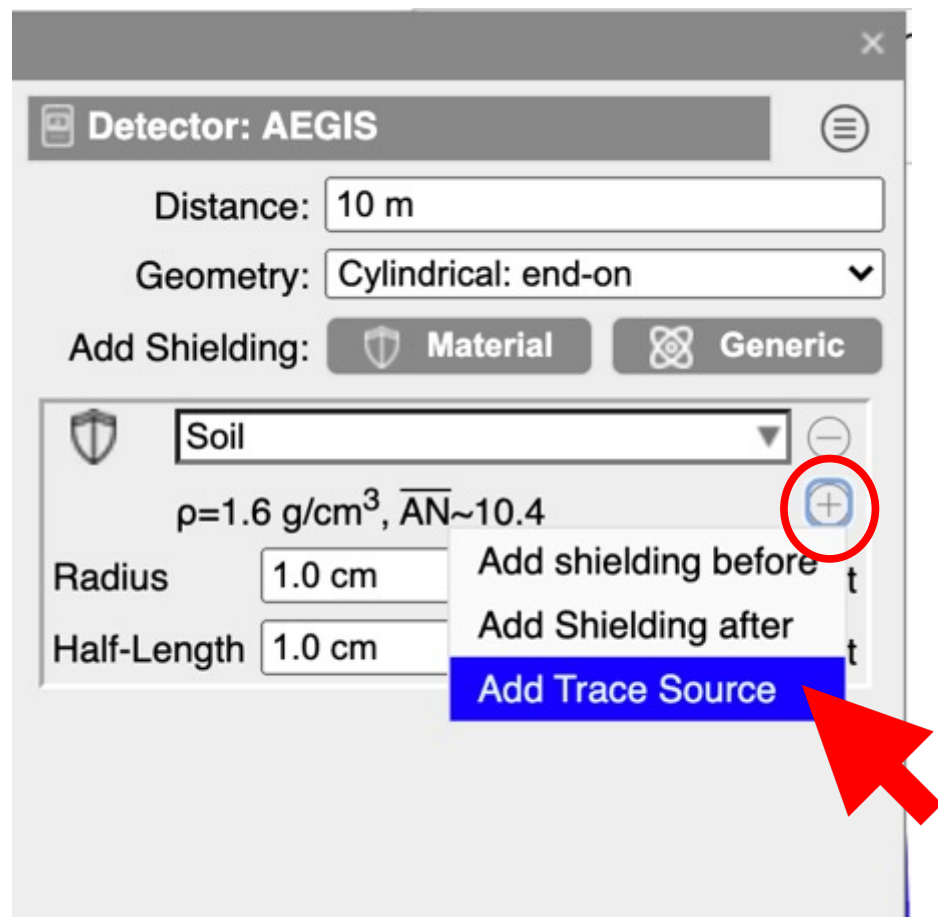 ×
Detector: AEGIS
Distance: 10 m
Geometry: Cylindrical: end-on
Add Shielding: Material Generic
Soil
ρ=1.6 g/cm³, A̅N̅~10.4
Add shielding before
Radius 1.0 cm t
Add Shielding after
Half-Length 1.0 cm t
Add Trace Source